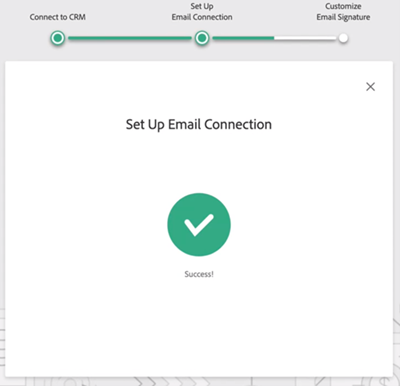 Connect to CRM
Set Up
Email Connection
Customize
Email Signature
Set Up Email Connection
Success!